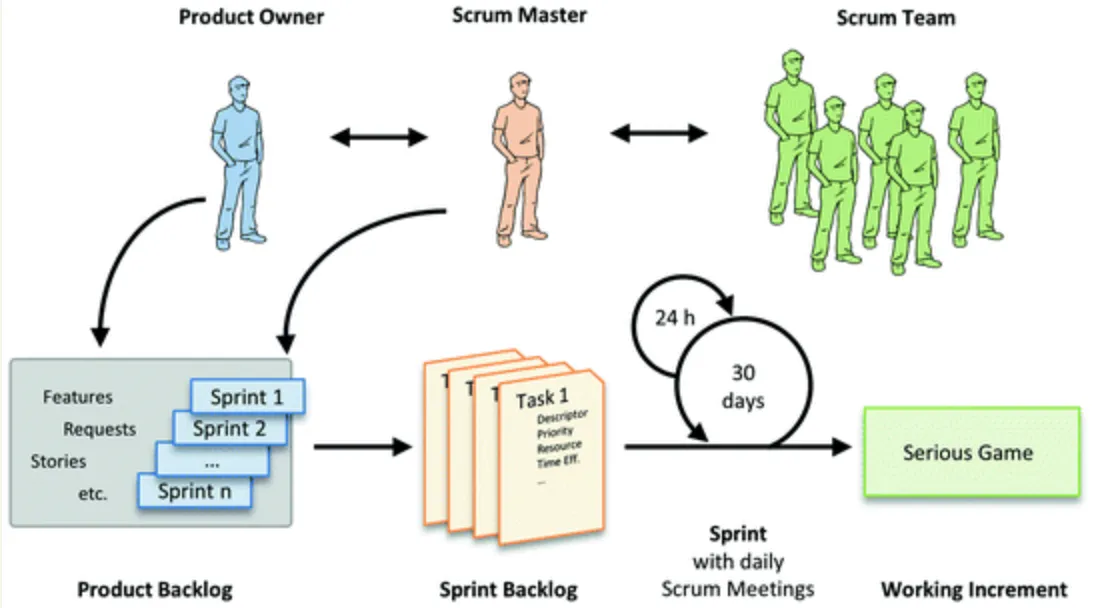 Product Owner
Scrum Master
Scrum Team
24 h
30
days
Features
Requests
Stories
etc.
Sprint 1
Sprint 2
...
Sprint n
T
T
T
Task 1
Descriptor
Priority
Resource
Time Eff.
...
Serious Game
Product Backlog
Sprint Backlog
Sprint
with daily
Scrum Meetings
Working Increment